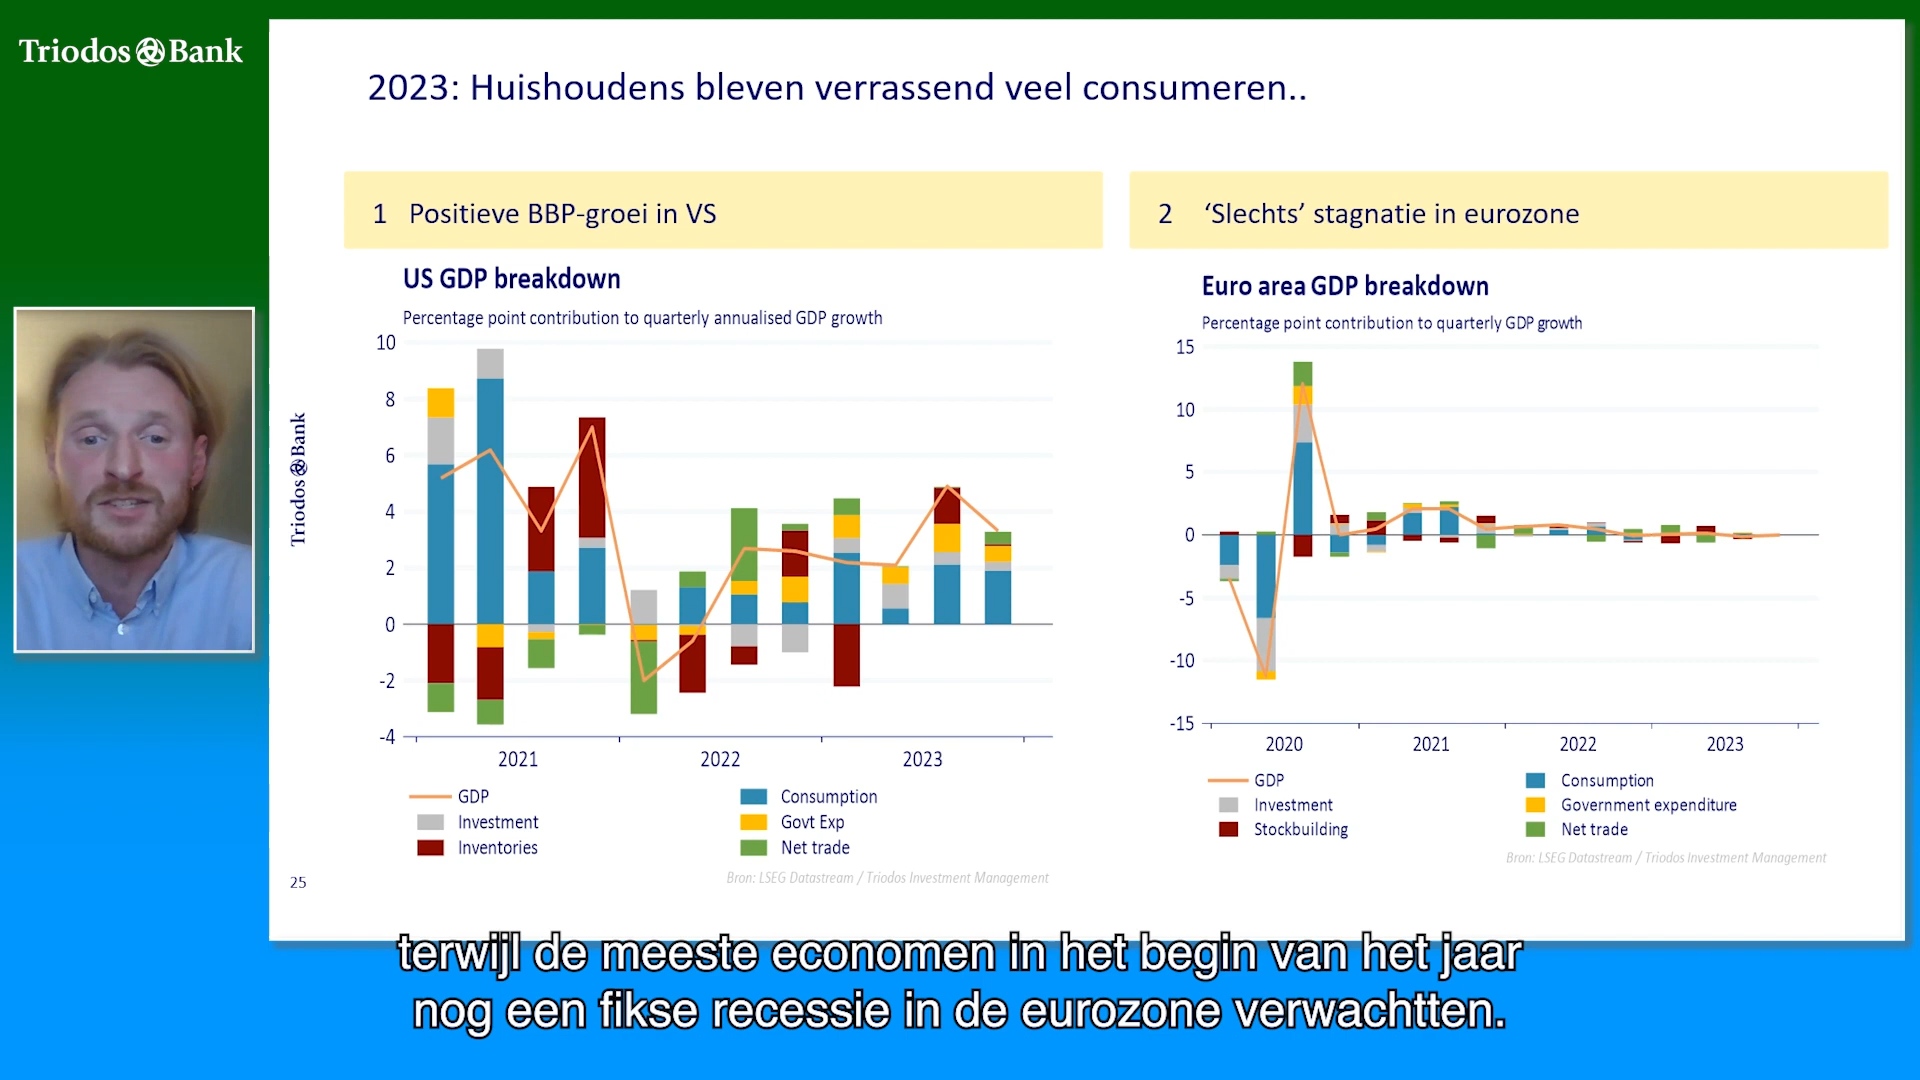 Triodos Bank
2023: Huishoudens bleven verrassend veel consumeren..
1 Positieve BBP-groei in VS
2 ‘Slechts’ stagnatie in eurozone
US GDP breakdown
Percentage point contribution to quarterly annualised GDP growth
10
8
6
4
2
0
-2
-4
2021 2022 2023
GDP Consumption
Investment Govt Exp
Inventories Net trade
Bron: LSEG Datastream / Triodos Investment Management
Euro area GDP breakdown
Percentage point contribution to quarterly GDP growth
15
10
5
0
-5
-10
-15
2020 2021 2022 2023
GDP Consumption
Investment Government expenditure
Stockbuilding Net trade
Bron: LSEG Datastream / Triodos Investment Management
Triodos Bank
25
terwijl de meeste economen in het begin van het jaar
nog een fikse recessie in de eurozone verwachtten.